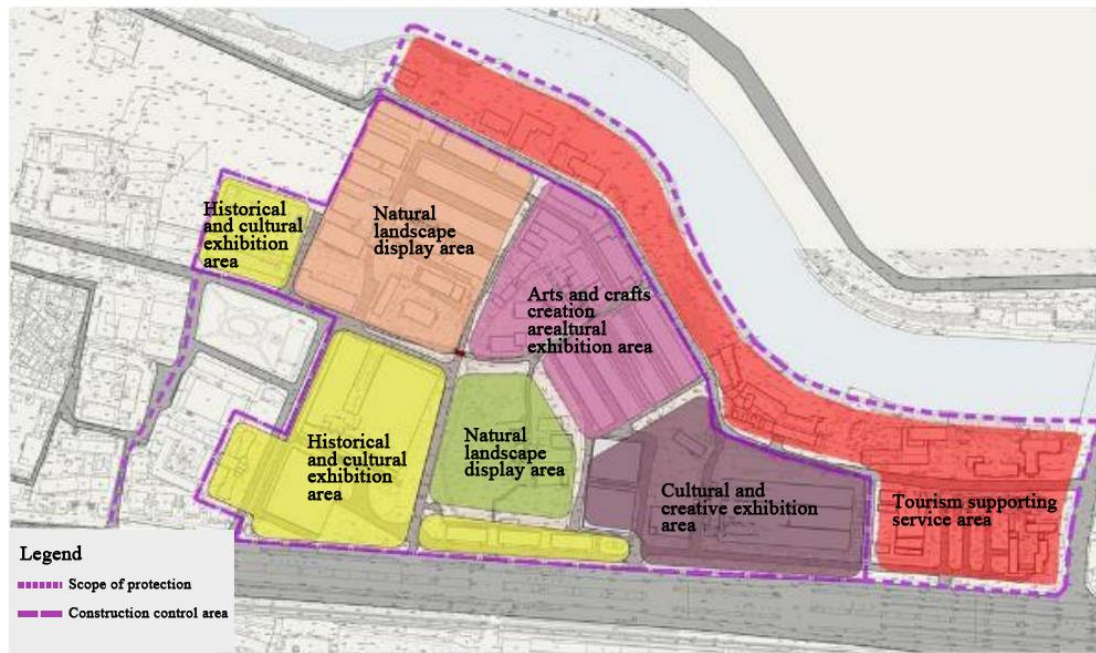 Historical
and cultural
exhibition
area
Natural
landscape
display area
Arts and crafts
creation
arealtural
exhibition area
Historical
and cultural
exhibition
area
Natural
landscape
display area
Cultural and
creative exhibition
area
Tourism supporting
service area
Legend
Scope of protection
Construction control area